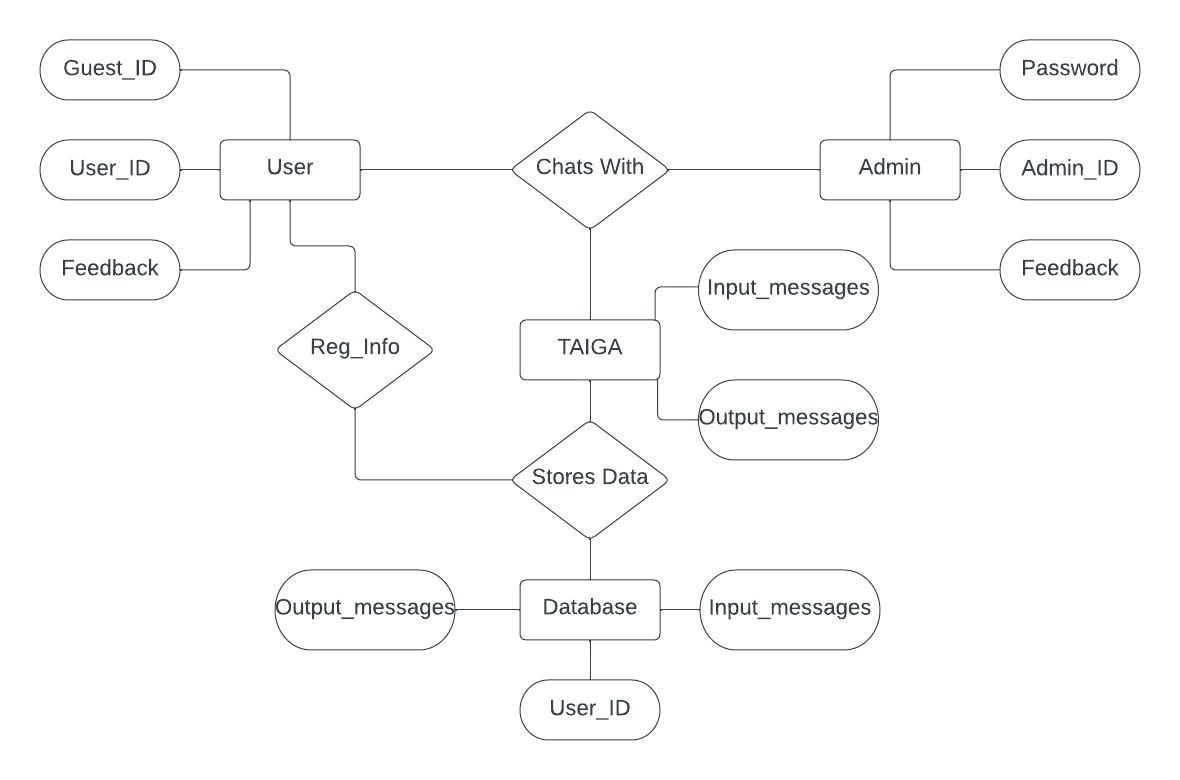 Guest_ID
Password
User_ID
User
Chats With
Admin
Admin_ID
Feedback
Feedback
Input_messages
Reg_Info
TAIGA
Output_messages
Stores Data
Output_messages
Database
Input_messages
User_ID